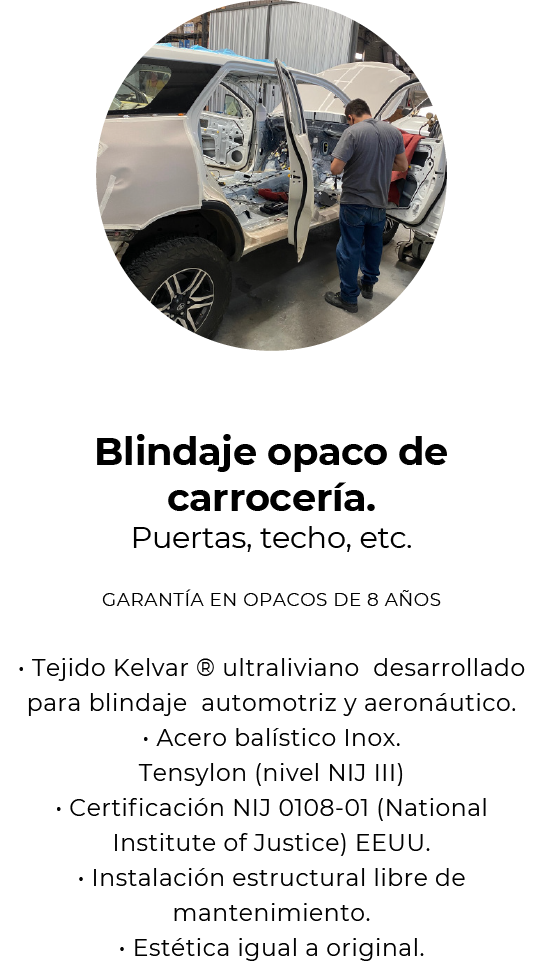 Blindaje opaco de
carrocería.
Puertas, techo, etc.
GARANTÍA EN OPACOS DE 8 AÑOS
• Tejido Kelvar ® ultraliviano  desarrollado
para blindaje  automotriz y aeronáutico.
• Acero balístico Inox.
Tensylon (nivel NIJ III)
• Certificación NIJ 0108-01 (National
Institute of Justice) EEUU.
• Instalación estructural libre de
mantenimiento.
• Estética igual a original.